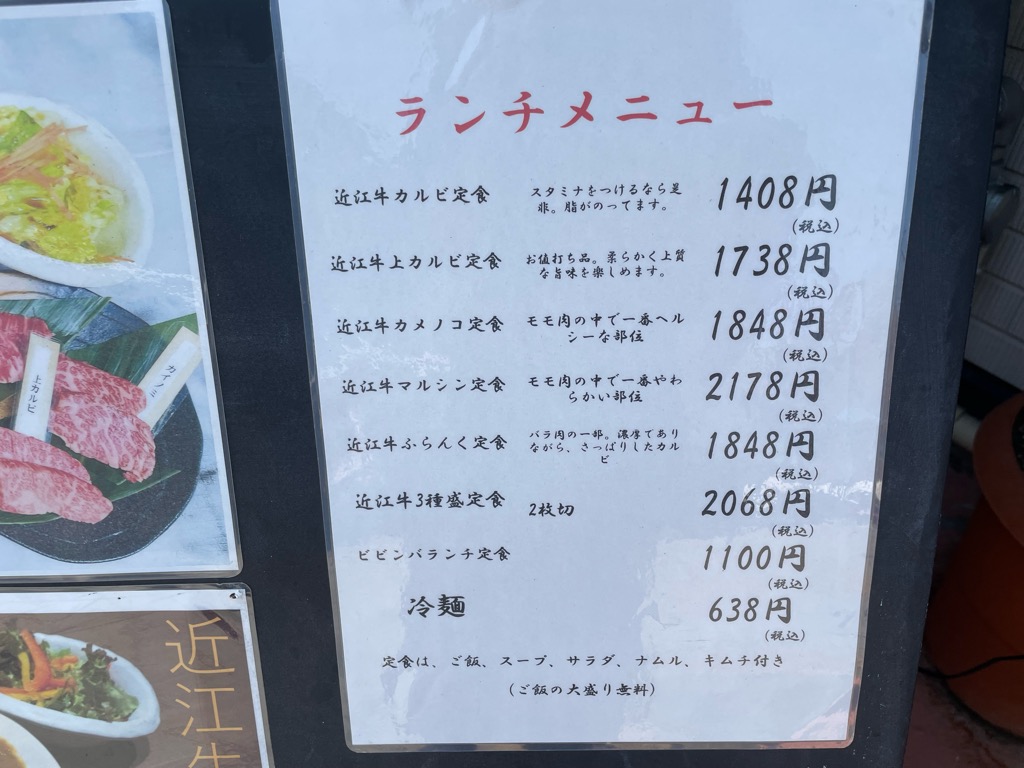 ランチメニュー
近江牛カルビ定食 スタミナをつけるなら是 1408円
非。脂がのってます。
(税込)
近江牛上カルビ定食 お値打ち品。柔らかく上質 1738円
な旨味を楽しめます。
(税込)
近江牛カメノコ定食 モモ肉の中で一番ヘル 1848円
シーな部位
(税込)
近江牛マルシン定食 モモ肉の中で一番やわ 2178円
らかい部位
(税込)
近江牛ふらんく定食 バラ肉の一部。濃厚であり 1848円
ながら、さっぱりしたカル
ビ
(税込)
近江牛3種盛定食 2枚切 2068円
(税込)
ビビンバランチ定食 1100円
(税込)
冷麺 638円
(税込)
定食は、ご飯、スープ、サラダ、ナムル、キムチ付き
(ご飯の大盛り無料)
上カルビ
カイノミ
近江牛